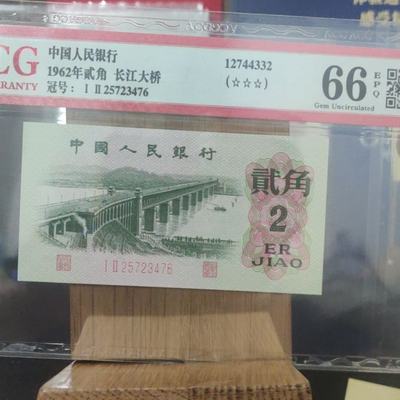 CG
RRANTY
中国人民银行
1962年贰角 长江大桥
冠号: I II 25723476
12744332
(☆☆☆)
66
EPQ
Gem Uncirculated
中國人民銀行
貳角
2
ER
JIAO
I II 25723476